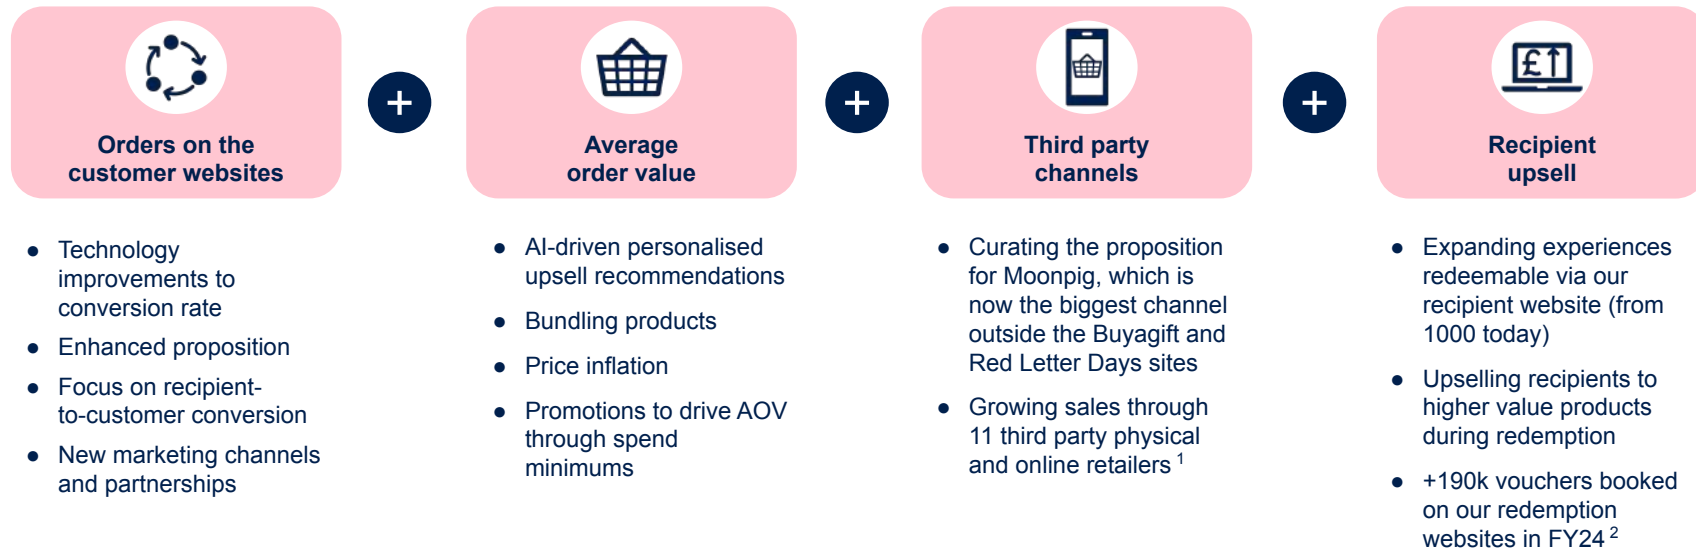 Orders on the
customer websites
● Technology
improvements to
conversion rate
● Enhanced proposition
● Focus on recipient-
to-customer conversion
● New marketing channels
and partnerships
+
Average
order value
● AI-driven personalised
upsell recommendations
● Bundling products
● Price inflation
● Promotions to drive AOV
through spend
minimums
+
Third party
channels
● Curating the proposition
for Moonpig, which is
now the biggest channel
outside the Buyagift and
Red Letter Days sites
● Growing sales through
11 third party physical
and online retailers 1
+
£↑
Recipient
upsell
● Expanding experiences
redeemable via our
recipient website (from
1000 today)
● Upselling recipients to
higher value products
during redemption
● +190k vouchers booked
on our redemption
websites in FY24 2